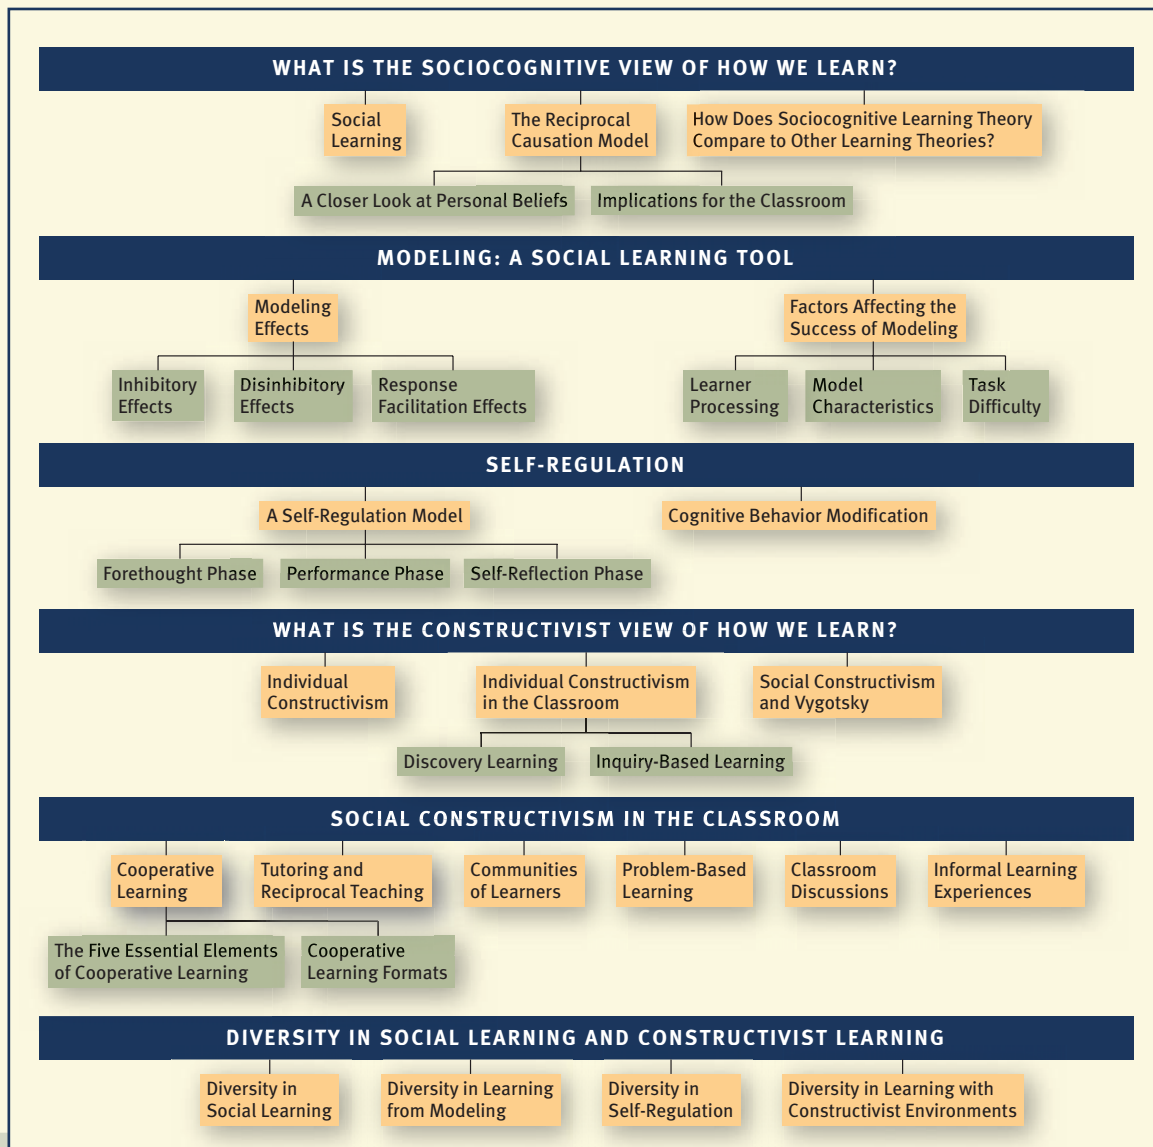 WHAT IS THE SOCIOCOGNITIVE VIEW OF HOW WE LEARN?
Social
Learning
The Reciprocal
Causation Model
How Does Sociocognitive Learning Theory
Compare to Other Learning Theories?
A Closer Look at Personal Beliefs
Implications for the Classroom
MODELING: A SOCIAL LEARNING TOOL
Modeling
Effects
Factors Affecting the
Success of Modeling
Inhibitory
Effects
Disinhibitory
Effects
Response
Facilitation Effects
Learner
Processing
Model
Characteristics
Task
Difficulty
SELF-REGULATION
A Self-Regulation Model
Cognitive Behavior Modification
Forethought Phase
Performance Phase
Self-Reflection Phase
WHAT IS THE CONSTRUCTIVIST VIEW OF HOW WE LEARN?
Individual
Constructivism
Individual Constructivism
in the Classroom
Social Constructivism
and Vygotsky
Discovery Learning
Inquiry-Based Learning
SOCIAL CONSTRUCTIVISM IN THE CLASSROOM
Cooperative
Learning
Tutoring and
Reciprocal Teaching
Communities
of Learners
Problem-Based
Learning
Classroom
Discussions
Informal Learning
Experiences
The Five Essential Elements
of Cooperative Learning
Cooperative
Learning Formats
DIVERSITY IN SOCIAL LEARNING AND CONSTRUCTIVIST LEARNING
Diversity in
Social Learning
Diversity in Learning
from Modeling
Diversity in
Self-Regulation
Diversity in Learning with
Constructivist Environments